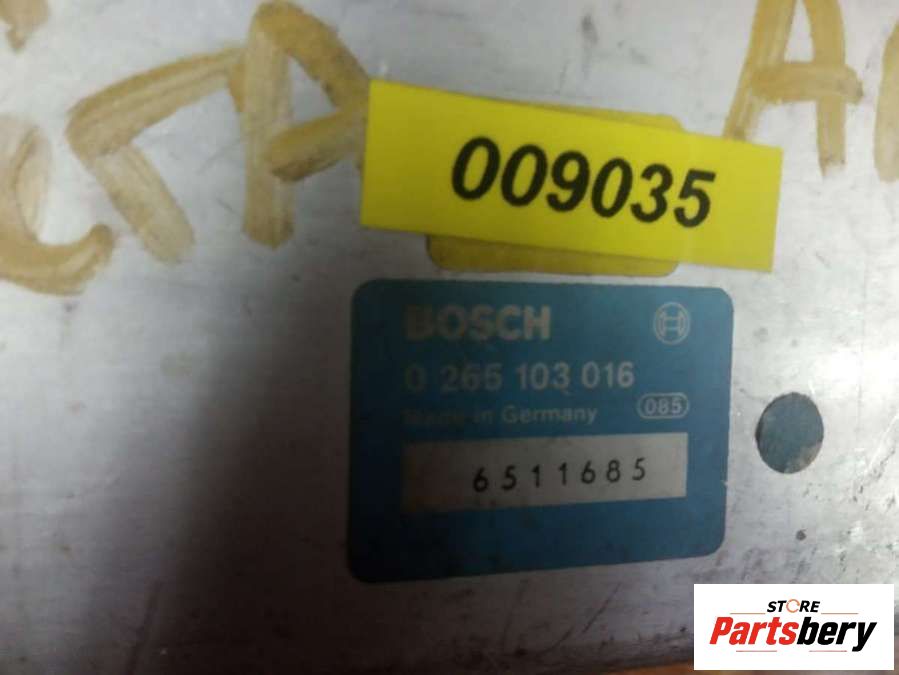 009035
BOSCH
0 265 103 016
Made in Germany 085
6511685
STORE
Partsbery